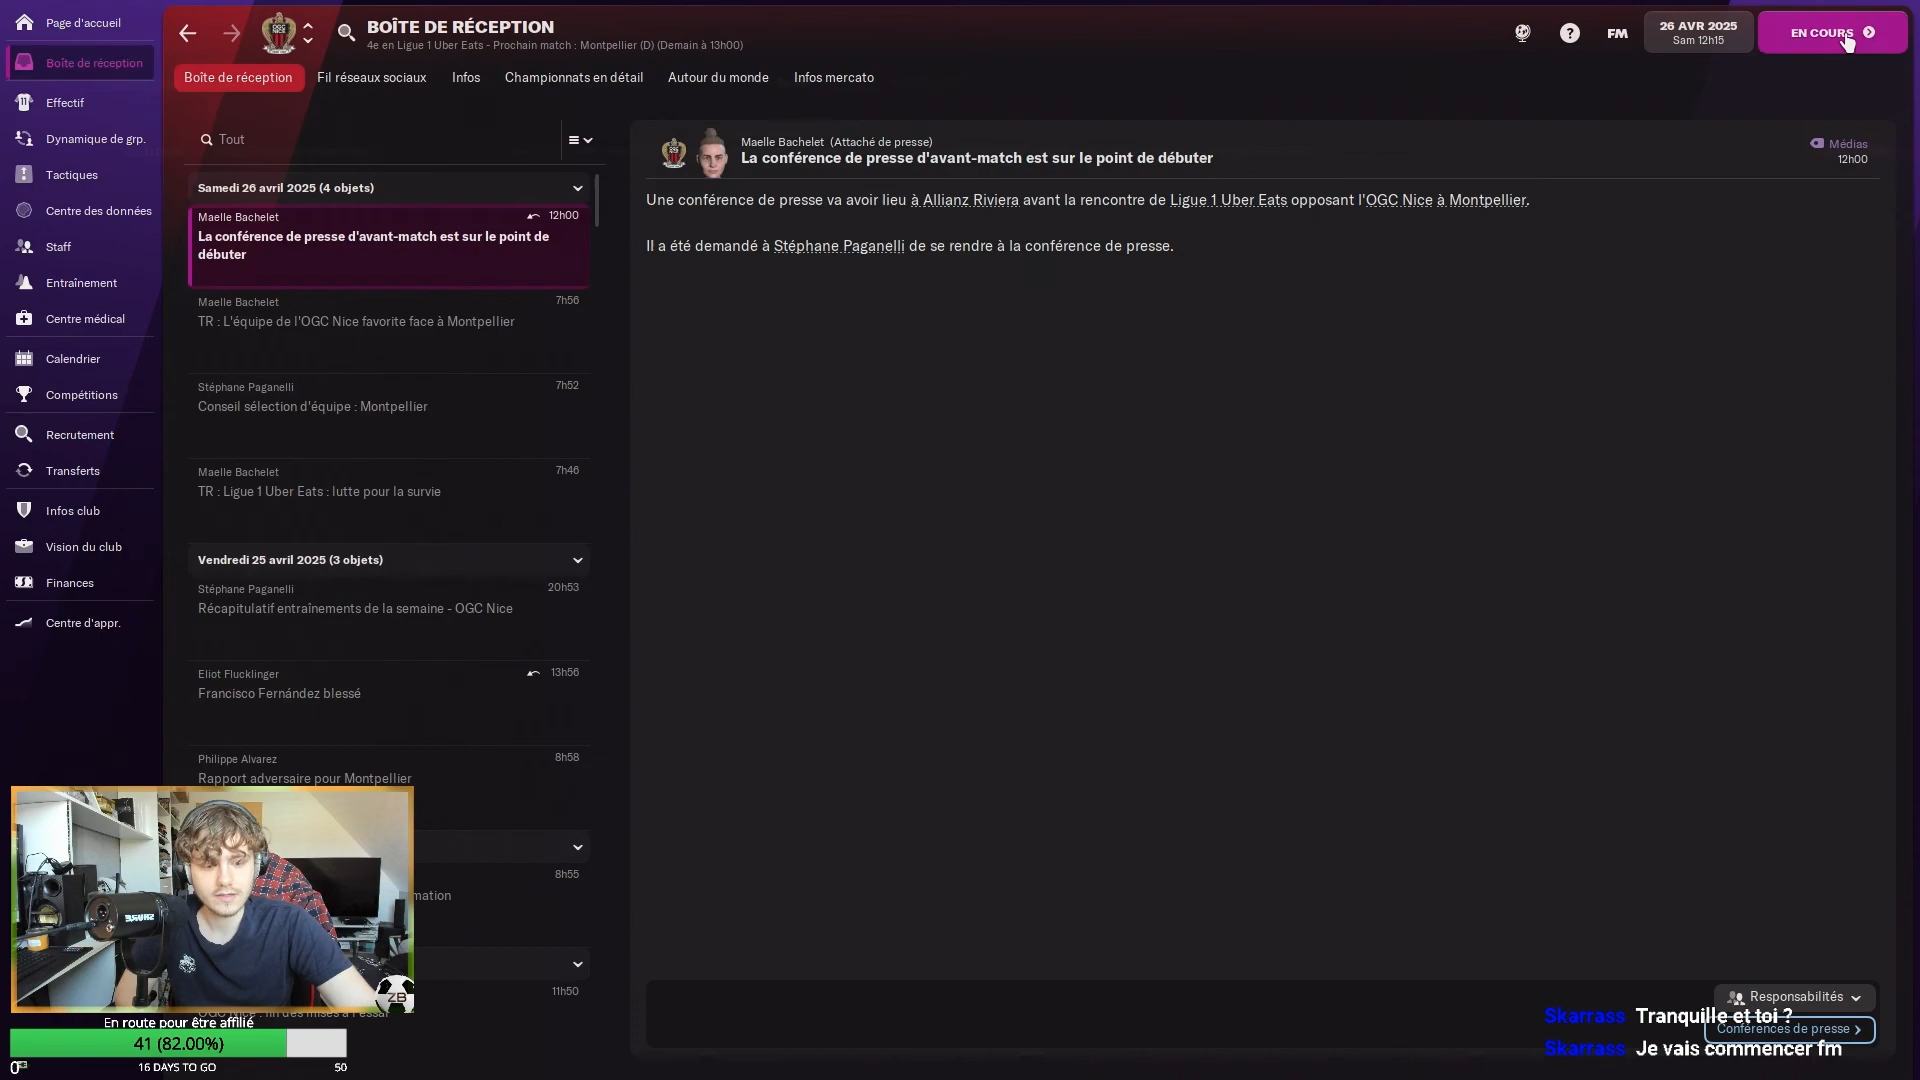 Page d'accueil
Boîte de réception
Effectif
Dynamique de grp.
Tactiques
Centre des données
Staff
Entraînement
Centre médical
Calendrier
Compétitions
Recrutement
Transferts
Infos club
Vision du club
Finances
Centre d'appr.
BOÎTE DE RÉCEPTION
4e en Ligue 1 Uber Eats - Prochain match : Montpellier (D) (Demain à 13h00)
FM
26 AVR 2025
Sam 12h15
EN COURS
Boîte de réception Fil réseaux sociaux Infos Championnats en détail Autour du monde Infos mercato
Tout
Samedi 26 avril 2025 (4 objets)
Maelle Bachelet 12h00
La conférence de presse d'avant-match est sur le point de
débuter
Maelle Bachelet 7h56
TR : L'équipe de l'OGC Nice favorite face à Montpellier
Stéphane Paganelli 7h52
Conseil sélection d'équipe : Montpellier
Maelle Bachelet 7h46
TR : Ligue 1 Uber Eats : lutte pour la survie
Vendredi 25 avril 2025 (3 objets)
Stéphane Paganelli 20h53
Récapitulatif entraînements de la semaine - OGC Nice
Eliot Flucklinger 13h56
Francisco Fernández blessé
Philippe Alvarez 8h58
Rapport adversaire pour Montpellier
8h55
mation
11h50
Maelle Bachelet (Attaché de presse)
La conférence de presse d'avant-match est sur le point de débuter
Médias
12h00
Une conférence de presse va avoir lieu à Allianz Riviera avant la rencontre de Ligue 1 Uber Eats opposant l'OGC Nice à Montpellier.
Il a été demandé à Stéphane Paganelli de se rendre à la conférence de presse.
Responsabilités
Conférences de presse
Skarrass Tranquille et toi ?
Skarrass Je vais commencer fm
ZB
En route pour être affilié
41 (82.00%)
0
16 DAYS TO GO
50